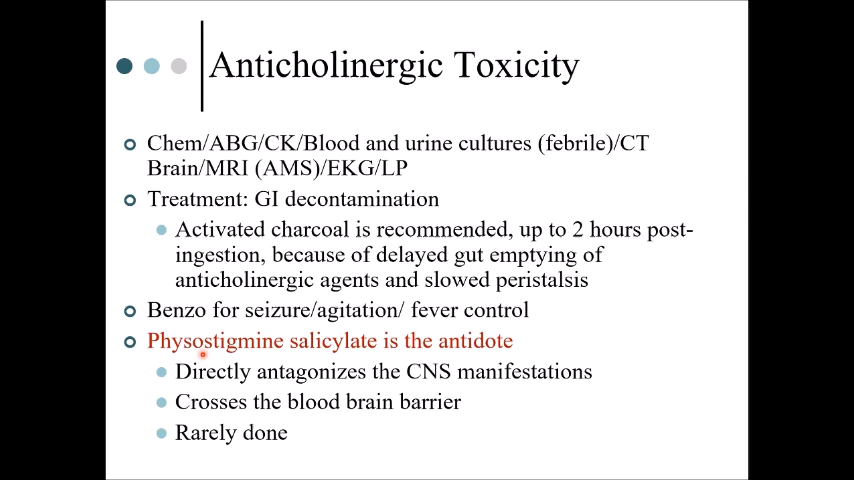 Anticholinergic Toxicity
Chem/ABG/CK/Blood and urine cultures (febrile)/CT
Brain/MRI (AMS)/EKG/LP
Treatment: GI decontamination
Activated charcoal is recommended, up to 2 hours post-
ingestion, because of delayed gut emptying of
anticholinergic agents and slowed peristalsis
Benzo for seizure/agitation/ fever control
Physostigmine salicylate is the antidote
Directly antagonizes the CNS manifestations
Crosses the blood brain barrier
Rarely done